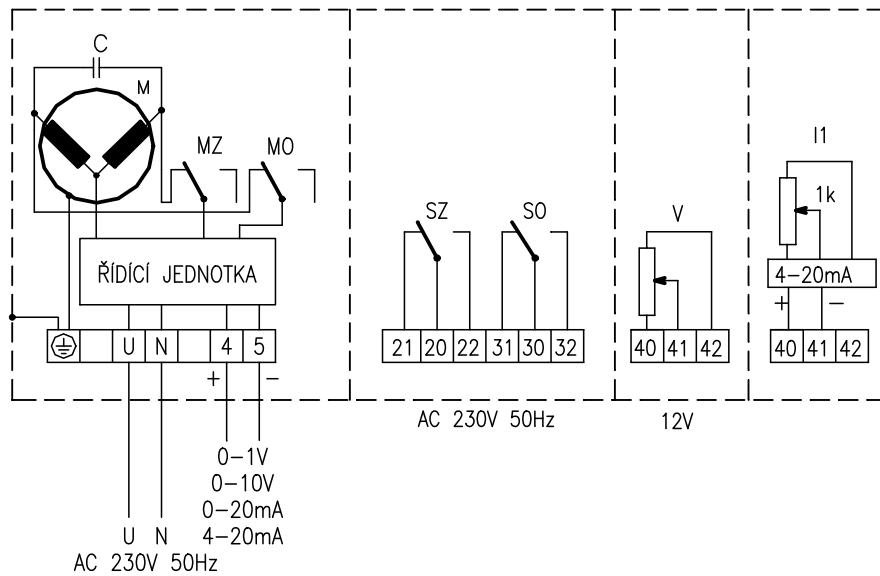 C
M
MZ MO
I1
1k
SZ SO
V
ŘÍDÍCÍ JEDNOTKA
4-20mA
+ -
U N 4 5
21 20 22 31 30 32
40 41 42
40 41 42
+ -
AC 230V 50Hz
12V
0-1V
0-10V
0-20mA
U N 4-20mA
AC 230V 50Hz